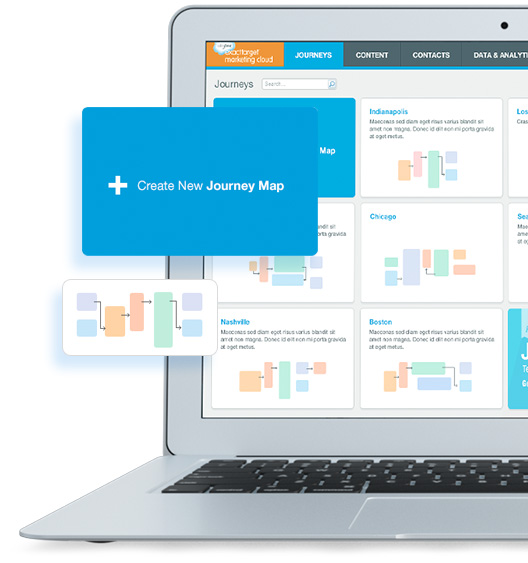 exacttarget
marketing cloud
JOURNEYS
CONTENT
CONTACTS
DATA & ANALYTI
Journeys
Search...
Map
Indianapolis
Maecenas sed diam eget risus varius blandit sit
amet non magna. Donec id elit non mi porta gravida
at eget metus.
Los
Cras
+ Create New Journey Map
Chicago
Sea
Nashville
Maecenas sed diam eget risus varius blandit sit
amet non magna. Donec id elit non mi porta gravida
at eget metus.
Boston
Maecenas sed diam eget risus varius blandit sit
amet non magna. Donec id elit non mi porta gravida
at eget metus.
J
Te